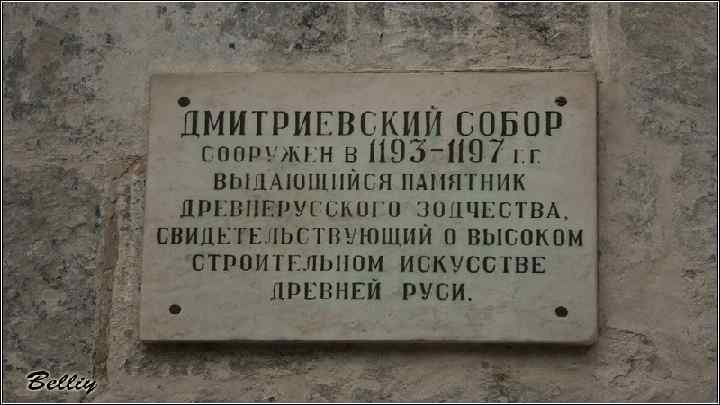 ДМИТРИЕВСКИЙ СОБОР
СООРУЖЕН В 1193-1197 Г.Г.
ВЫДАЮЩИЙСЯ ПАМЯТНИК
ДРЕВНЕРУССКОГО ЗОДЧЕСТВА,
СВИДЕТЕЛЬСТВУЮЩИЙ О ВЫСОКОМ
СТРОИТЕЛЬНОМ ИСКУССТВЕ
ДРЕВНЕЙ РУСИ.
Belliy